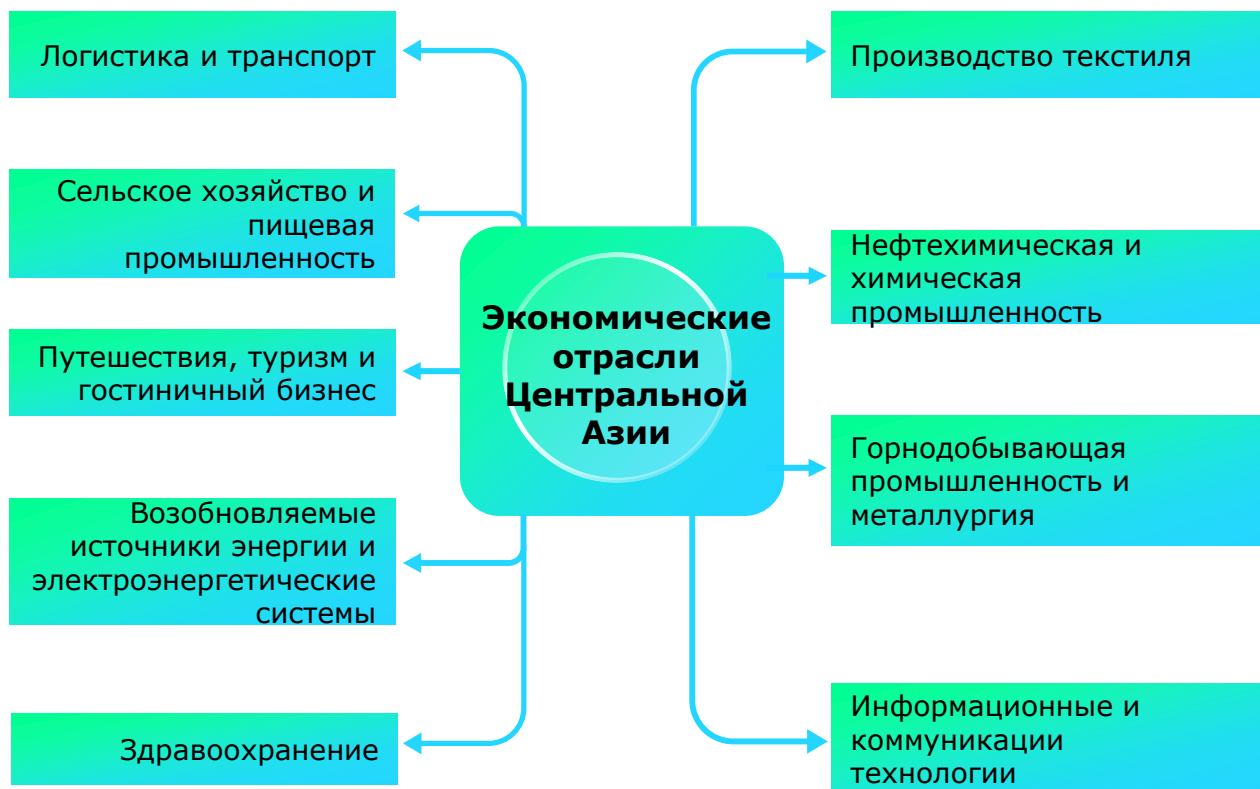 Логистика и транспорт
Сельское хозяйство и
пищевая
промышленность
Путешествия, туризм и
гостиничный бизнес
Возобновляемые
источники энергии и
электроэнергетические
системы
Здравоохранение
Экономические
отрасли
Центральной
Азии
Производство текстиля
Нефтехимическая и
химическая
промышленность
Горнодобывающая
промышленность и
металлургия
Информационные и
коммуникации
технологии